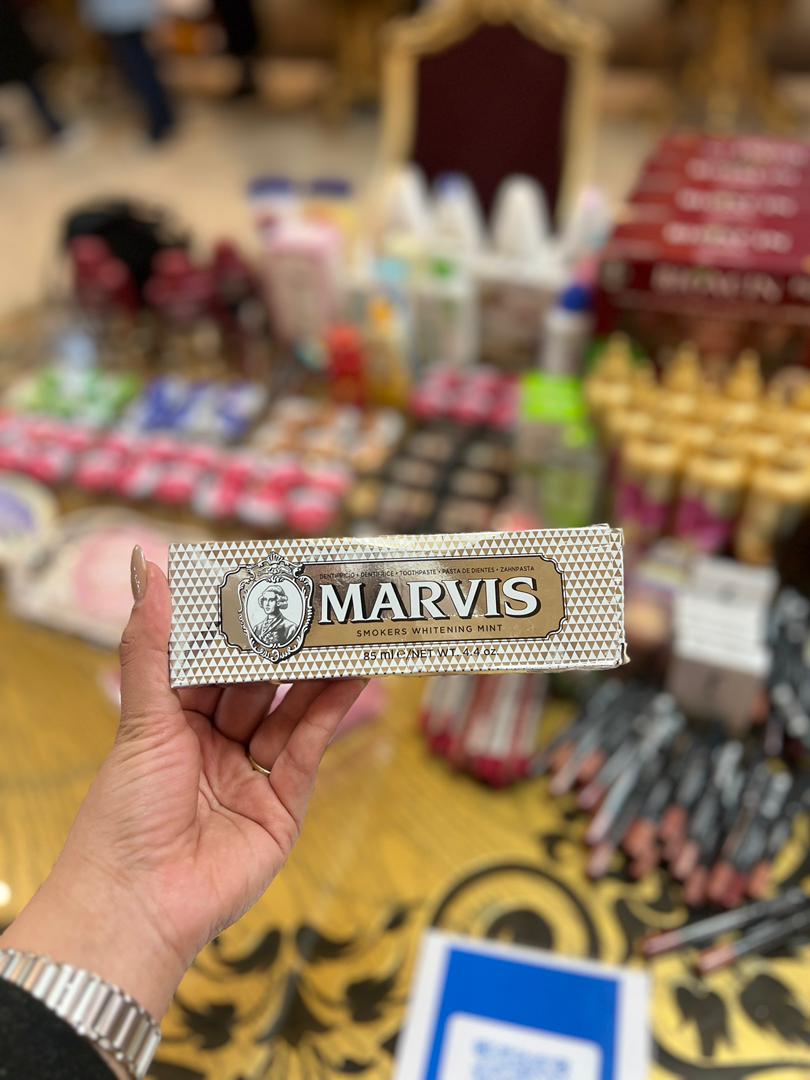 DENTIFRICIO • DENTIFRICE • TOOTHPASTE • PASTA DE DIENTES • ZAHNPASTA
MARVIS
SMOKERS WHITENING MINT
85 ml e/NET WT. 4.4 oz.